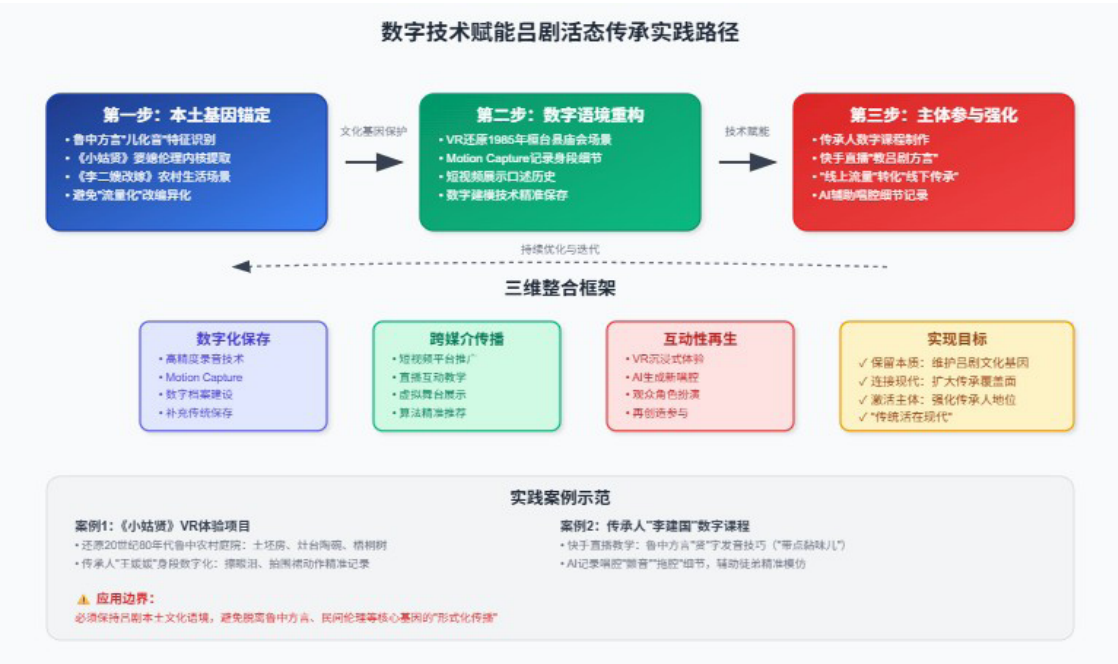 数字技术赋能吕剧活态传承实践路径
第一步：本土基因锚定
• 鲁中方言"儿化音"特征识别
• 《小姑贤》婆媳伦理内核提取
• 《李二嫂改嫁》农村生活场景
• 避免"流量化"改编异化
文化基因保护
第二步：数字语境重构
• VR还原1985年桓台县庙会场景
• Motion Capture记录身段细节
• 短视频展示口述历史
• 数字建模技术精准保存
技术赋能
第三步：主体参与强化
• 传承人数字课程制作
• 快手直播"教吕剧方言"
• "线上流量"转化"线下传承"
• AI辅助唱腔细节记录
持续优化与迭代
三维整合框架
数字化保存
• 高精度录音技术
• Motion Capture
• 数字档案建设
• 补充传统保存
跨媒介传播
• 短视频平台推广
• 直播互动教学
• 虚拟舞台展示
• 算法精准推荐
互动性再生
• VR沉浸式体验
• AI生成新唱腔
• 观众角色扮演
• 再创造参与
实现目标
✓ 保留本质：维护吕剧文化基因
✓ 连接现代：扩大传承覆盖面
✓ 激活主体：强化传承人地位
✓ "传统活在现代"
实践案例示范
案例1：《小姑贤》VR体验项目
• 还原20世纪80年代鲁中农村庭院：土坯房、灶台陶碗、梧桐树
• 传承人"王媛媛"身段数字化：擦眼泪、拍围裙动作精准记录
案例2：传承人"李建国"数字课程
• 快手直播教学：鲁中方言"贤"字发音技巧（"带点黏味儿"）
• AI记录唱腔"颤音""拖腔"细节，辅助徒弟精准模仿
⚠ 应用边界：
必须保持吕剧本土文化语境，避免脱离鲁中方言、民间伦理等核心基因的"形式化传播"